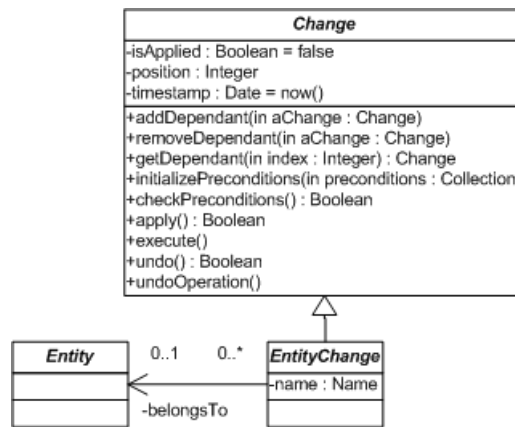 Change
-isApplied : Boolean = false
-position : Integer
-timestamp : Date = now()
+addDependant(in aChange : Change)
+removeDependant(in aChange : Change)
+getDependant(in index : Integer) : Change
+initializePreconditions(in preconditions : Collection
+checkPreconditions() : Boolean
+apply() : Boolean
+execute()
+undo() : Boolean
+undoOperation()
Entity
0..1
0..*
EntityChange
-name : Name
-belongsTo